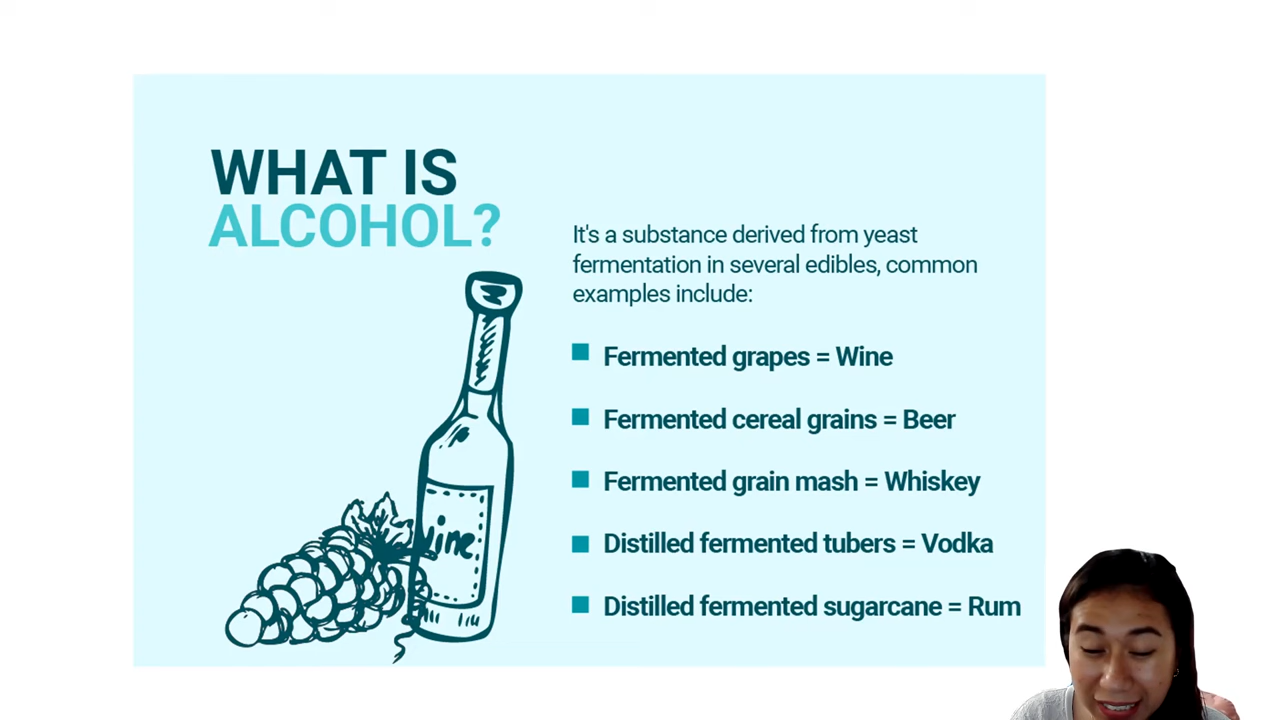 WHAT IS
ALCOHOL?
It's a substance derived from yeast
fermentation in several edibles, common
examples include:
Fermented grapes = Wine
Fermented cereal grains = Beer
Fermented grain mash = Whiskey
Distilled fermented tubers = Vodka
Distilled fermented sugarcane = Rum
wine